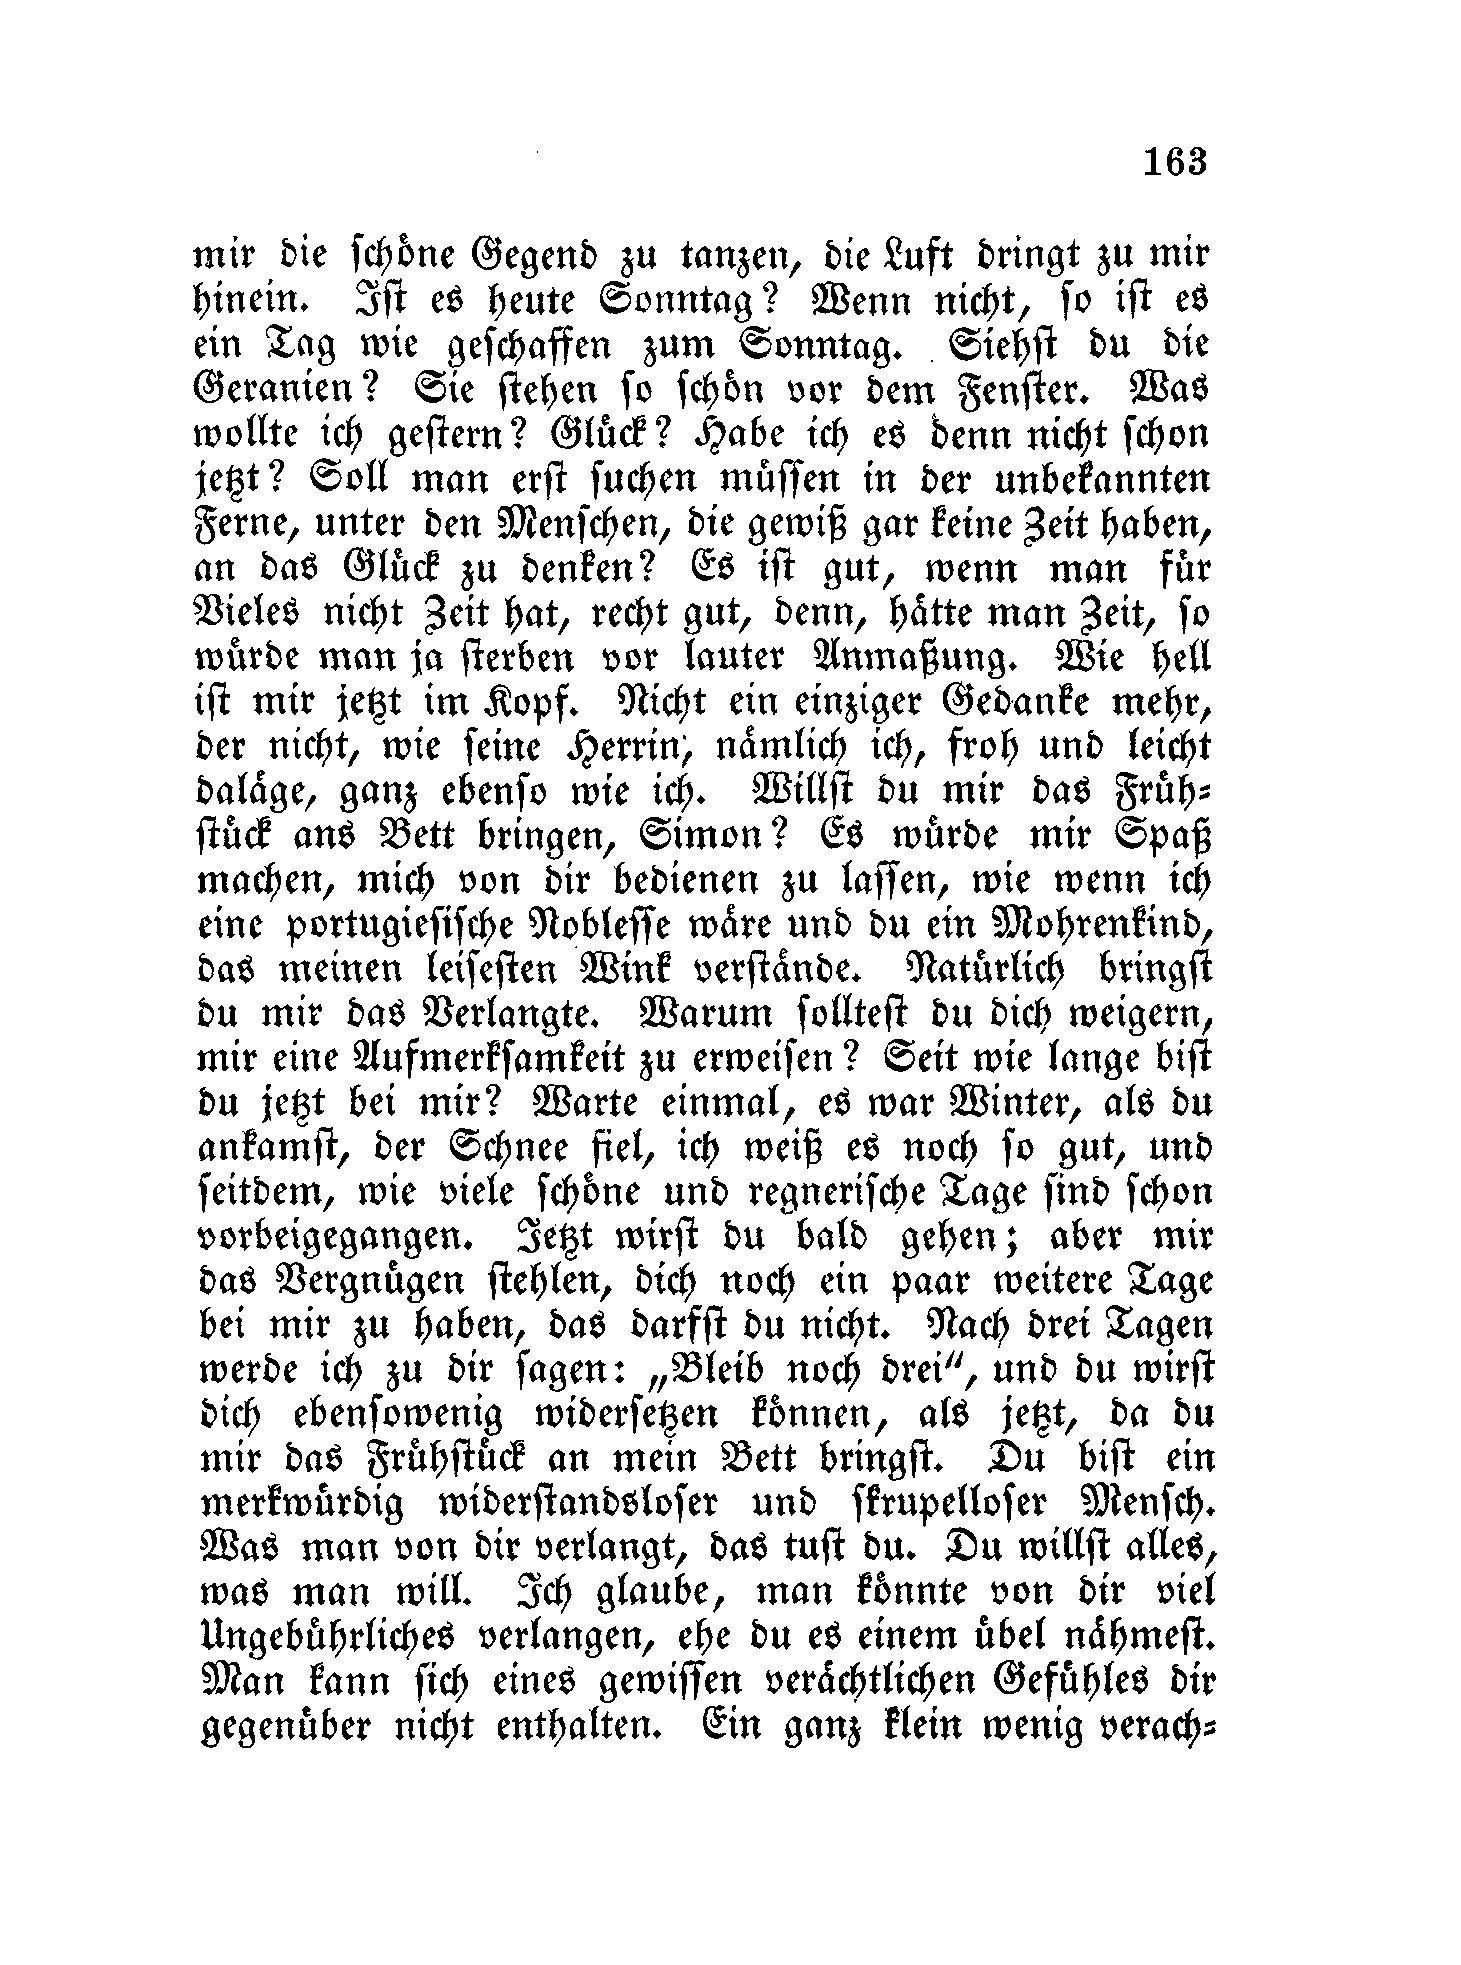 163
mir die schöne Gegend zu tanzen, die Luft dringt zu mir
hinein. Ist es heute Sonntag? Wenn nicht, so ist es
ein Tag wie geschaffen zum Sonntag. Siehst du die
Geranien? Sie stehen so schön vor dem Fenster. Was
wollte ich gestern? Glück? Habe ich es denn nicht schon
jetzt? Soll man erst suchen müssen in der unbekannten
Ferne, unter den Menschen, die gewiß gar keine Zeit haben,
an das Glück zu denken? Es ist gut, wenn man für
Vieles nicht Zeit hat, recht gut, denn, hätte man Zeit, so
würde man ja sterben vor lauter Anmaßung. Wie hell
ist mir jetzt im Kopf. Nicht ein einziger Gedanke mehr,
der nicht, wie seine Herrin, nämlich ich, froh und leicht
daläge, ganz ebenso wie ich. Willst du mir das Früh-
stück ans Bett bringen, Simon? Es würde mir Spaß
machen, mich von dir bedienen zu lassen, wie wenn ich
eine portugiesische Noblesse wäre und du ein Mohrenkind,
das meinen leisesten Wink verstände. Natürlich bringst
du mir das Verlangte. Warum solltest du dich weigern,
mir eine Aufmerksamkeit zu erweisen? Seit wie lange bist
du jetzt bei mir? Warte einmal, es war Winter, als du
ankamst, der Schnee fiel, ich weiß es noch so gut, und
seitdem, wie viele schöne und regnerische Tage sind schon
vorbeigegangen. Jetzt wirst du bald gehen; aber mir
das Vergnügen stehlen, dich noch ein paar weitere Tage
bei mir zu haben, das darfst du nicht. Nach drei Tagen
werde ich zu dir sagen: „Bleib noch drei“, und du wirst
dich ebensowenig widersetzen können, als jetzt, da du
mir das Frühstück an mein Bett bringst. Du bist ein
merkwürdig widerstandsloser und skrupelloser Mensch.
Was man von dir verlangt, das tust du. Du willst alles,
was man will. Ich glaube, man könnte von dir viel
Ungebührliches verlangen, ehe du es einem übel nähmest.
Man kann sich eines gewissen verächtlichen Gefühles dir
gegenüber nicht enthalten. Ein ganz klein wenig verach-